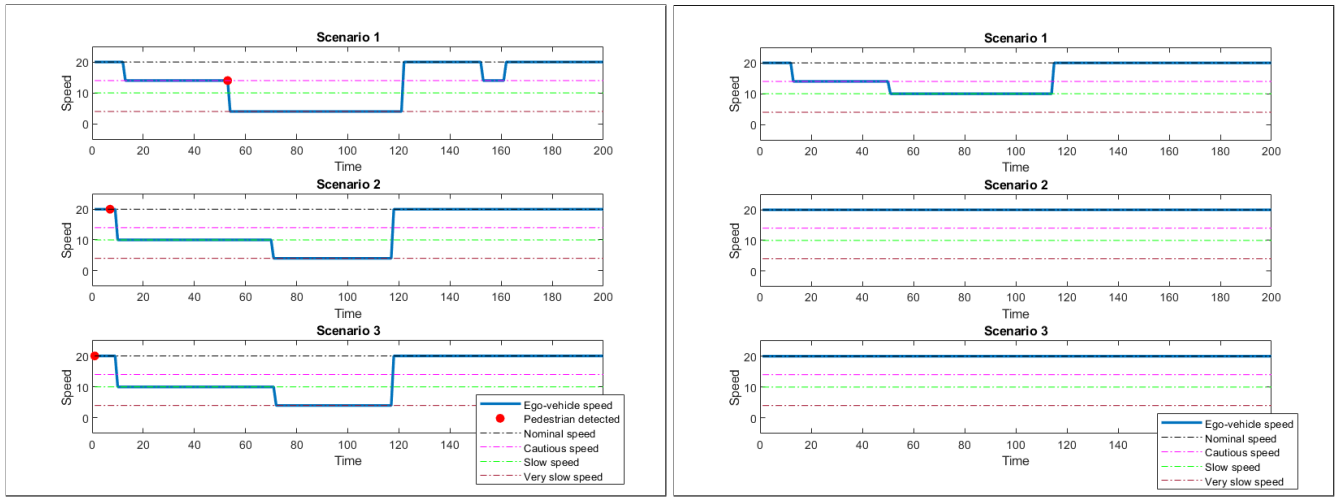 Scenario 1
20
10
0
Speed
0 20 40 60 80 100 120 140 160 180 200
Time
Scenario 2
20
10
0
Speed
0 20 40 60 80 100 120 140 160 180 200
Time
Scenario 3
20
10
0
Speed
0 20 40 60 80 100 120 140
Time
Ego-vehicle speed
Pedestrian detected
Nominal speed
Cautious speed
Slow speed
Very slow speed
Scenario 1
20
10
0
Speed
0 20 40 60 80 100 120 140 160 180 200
Time
Scenario 2
20
10
0
Speed
0 20 40 60 80 100 120 140 160 180 200
Time
Scenario 3
20
10
0
Speed
0 20 40 60 80 100 120 140
Time
Ego-vehicle speed
Nominal speed
Cautious speed
Slow speed
Very slow speed